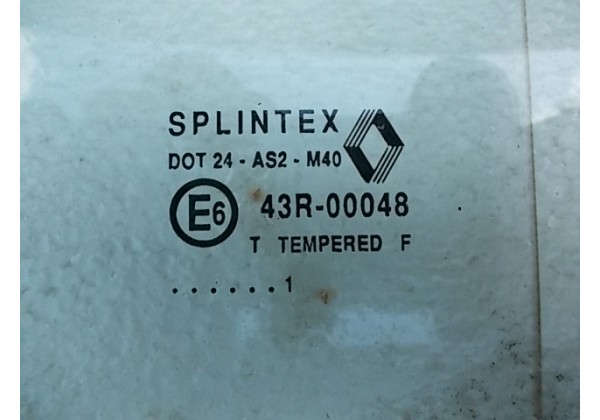 SPLINTEX
DOT 24 - AS2 - M40
E6 43R-00048
T TEMPERED F
......1